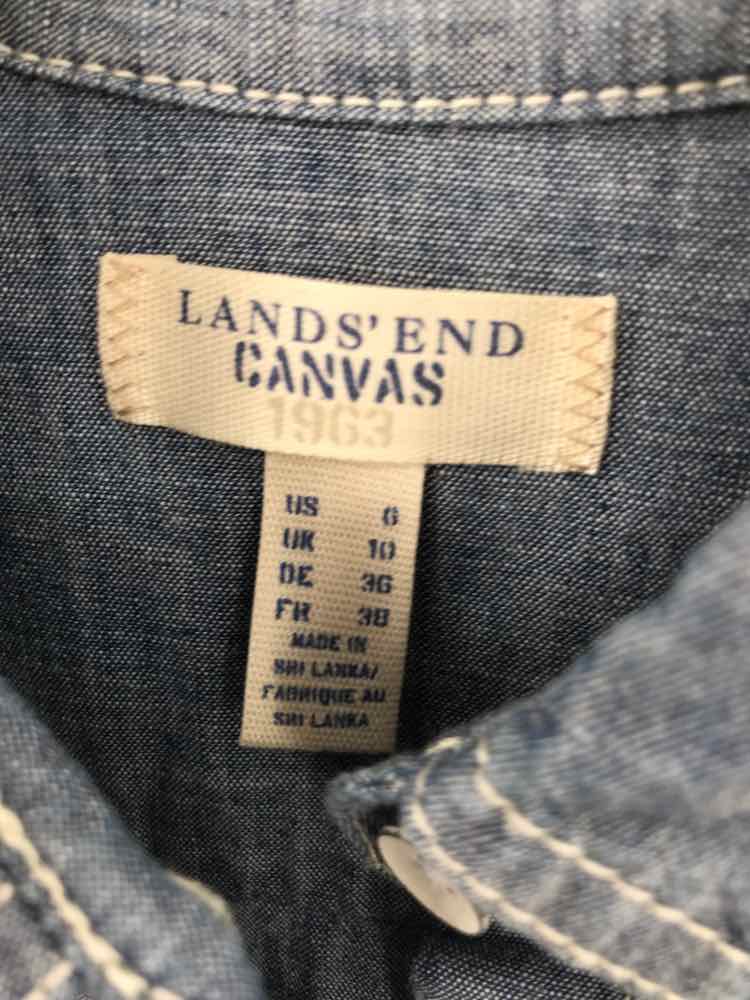 LANDS' END
CANVAS
1963
US 6
UK 10
DE 36
FR 38
MADE IN
SRI LANKA/
FABRIQUE AU
SRI LANKA